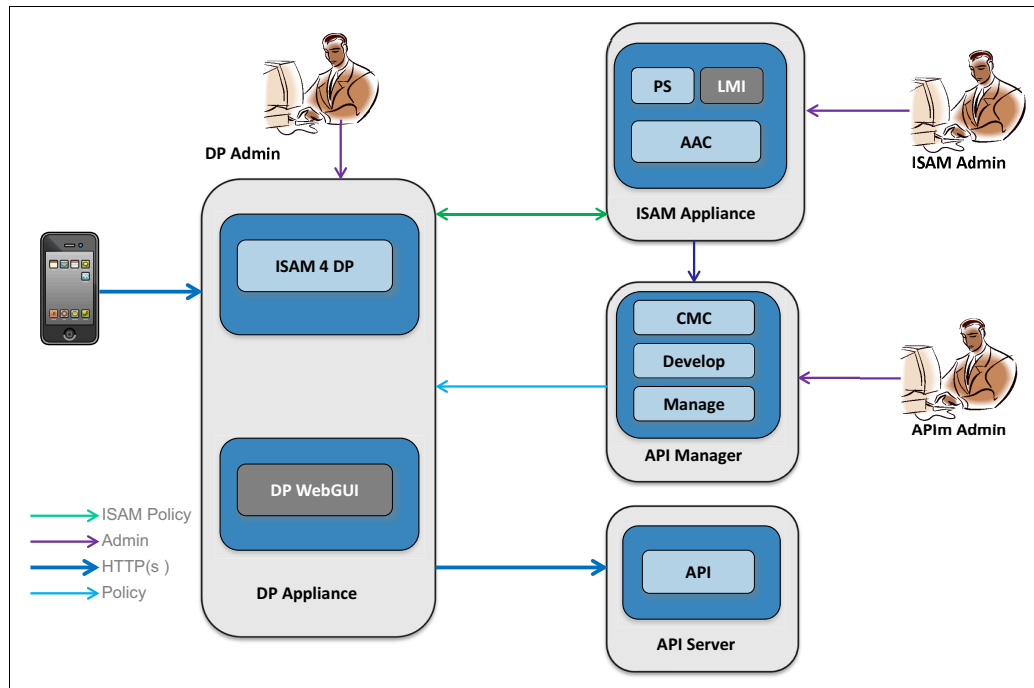 DP Admin
PS
LMI
AAC
ISAM Appliance
ISAM Admin
ISAM 4 DP
DP WebGUI
DP Appliance
CMC
Develop
Manage
API Manager
APIm Admin
API
API Server
ISAM Policy
Admin
HTTP(s )
Policy